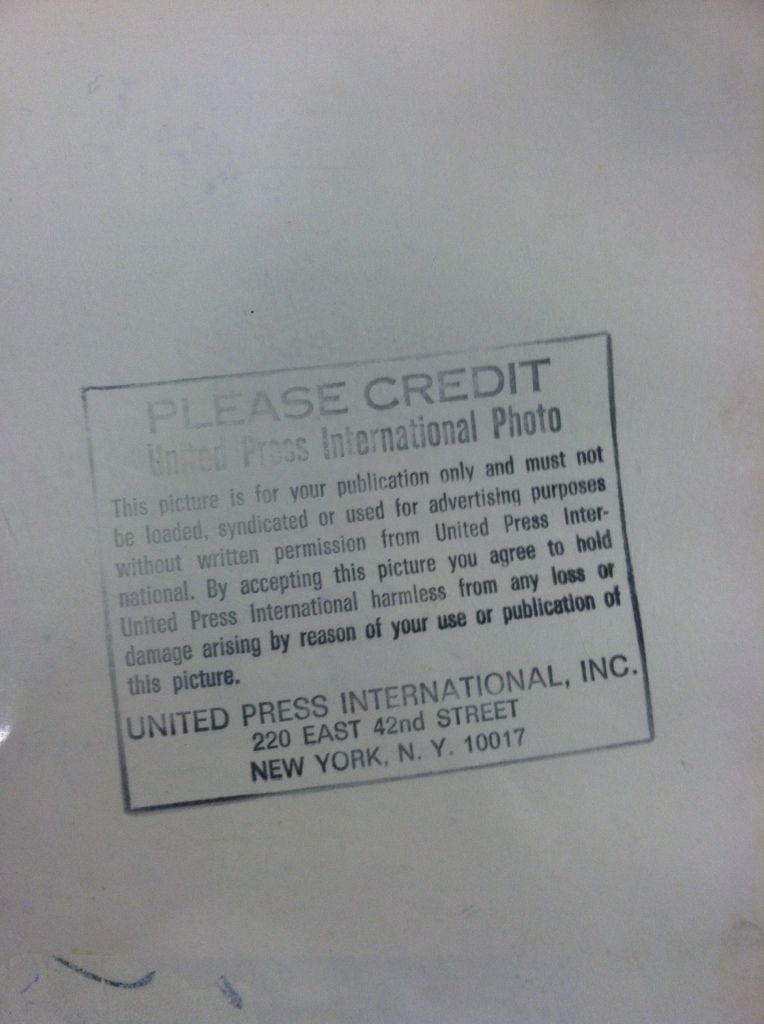 PLEASE CREDIT
United Press International Photo
This picture is for your publication only and must not
be loaded, syndicated or used for advertising purposes
without written permission from United Press Inter-
national. By accepting this picture you agree to hold
United Press International harmless from any loss or
damage arising by reason of your use or publication of
this picture.
UNITED PRESS INTERNATIONAL, INC.
220 EAST 42nd STREET
NEW YORK, N. Y. 10017